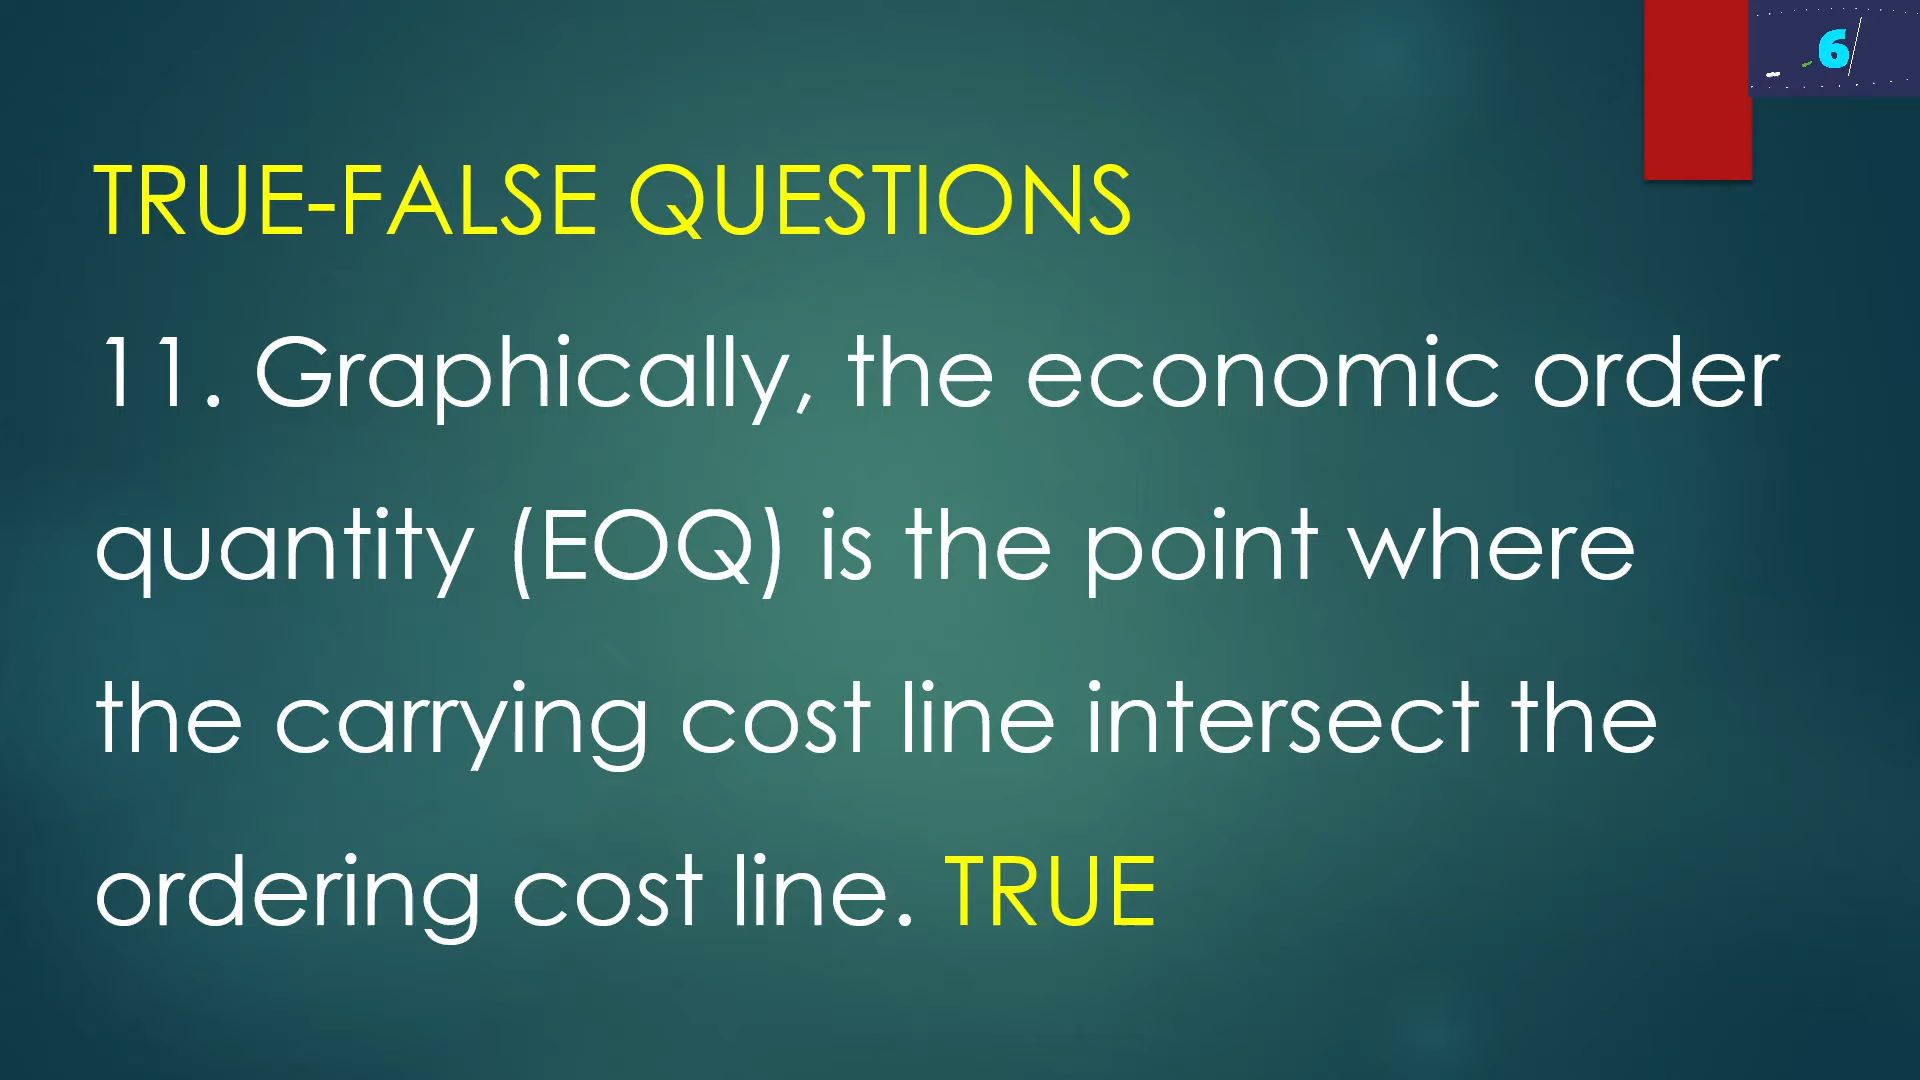 6
TRUE-FALSE QUESTIONS
11. Graphically, the economic order
quantity (EOQ) is the point where
the carrying cost line intersect the
ordering cost line. TRUE